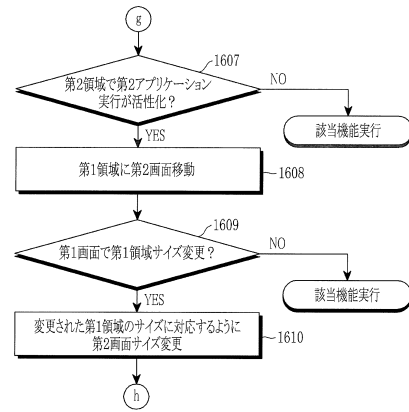 g
1607
第2領域で第2アプリケーション
実行が活性化？
NO
YES
該当機能実行
第1領域に第2画面移動
1608
1609
第1画面で第1領域サイズ変更？
NO
YES
該当機能実行
変更された第1領域のサイズに対応するように
第2画面サイズ変更
1610
h